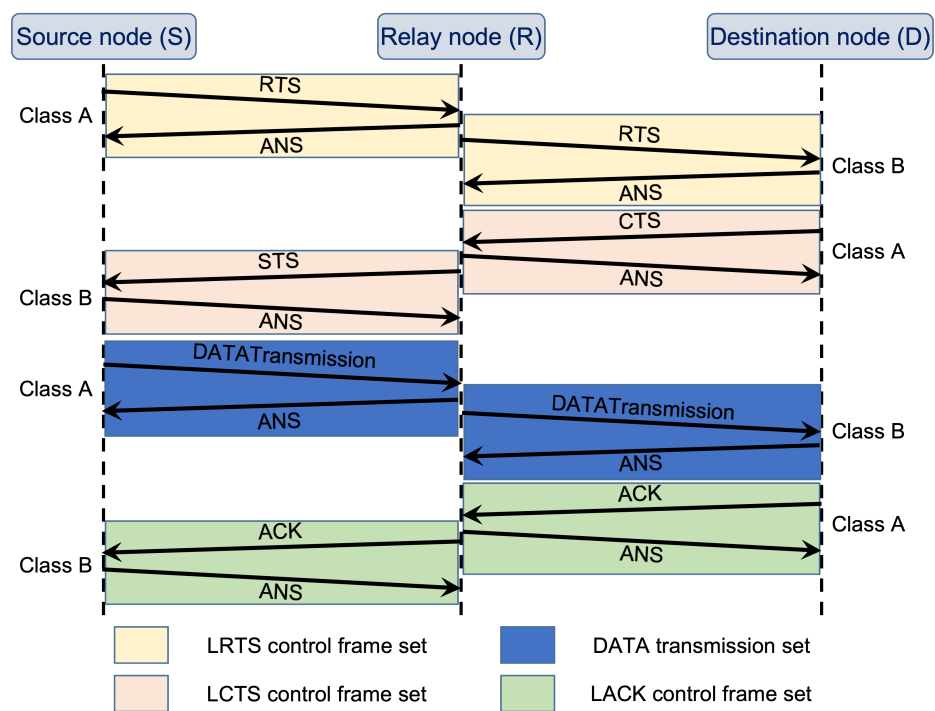 Source node (S)
Relay node (R)
Destination node (D)
RTS
Class A
ANS
RTS
Class B
ANS
CTS
Class A
ANS
STS
Class B
ANS
DATATransmission
Class A
ANS
DATATransmission
Class B
ANS
ACK
Class A
ANS
ACK
Class B
ANS
LRTS control frame set
DATA transmission set
LCTS control frame set
LACK control frame set